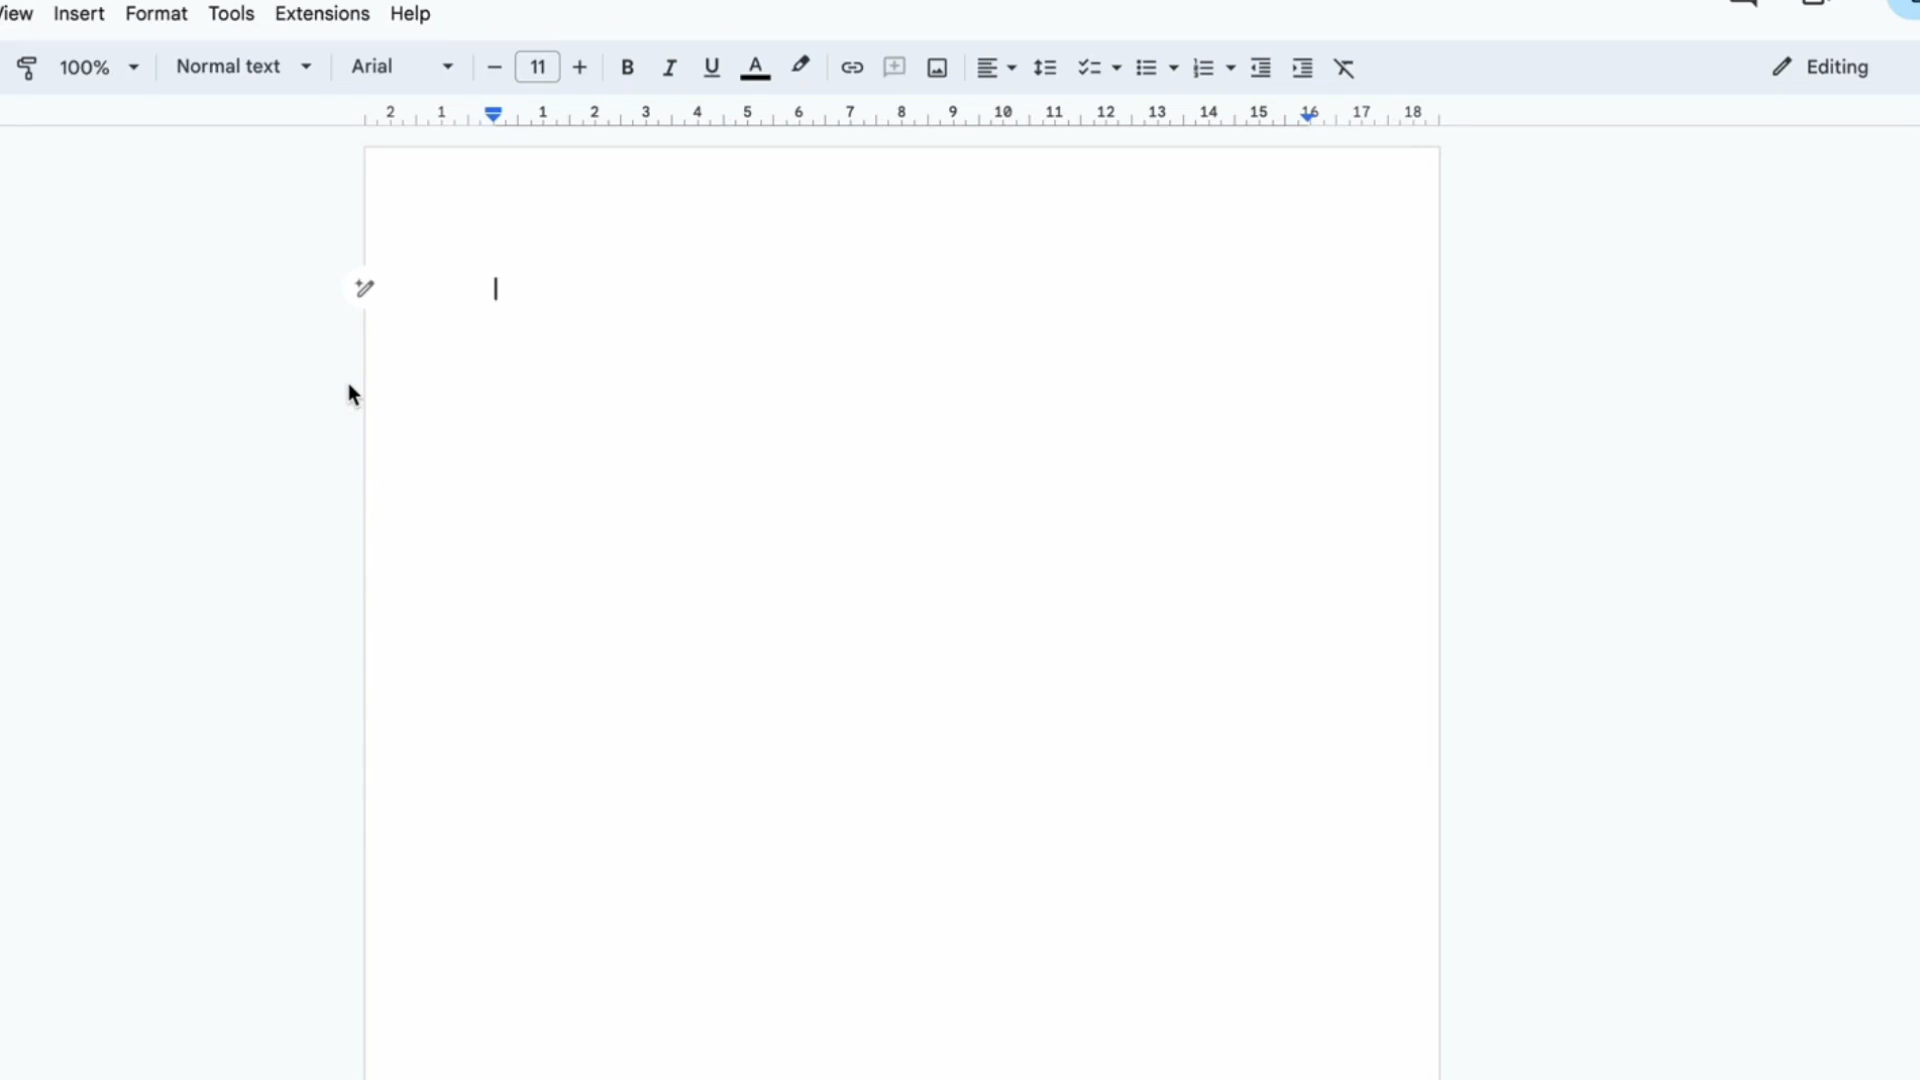 View Insert Format Tools Extensions Help
100% Normal text Arial 11 B I U A Editing
2 1 1 2 3 4 5 6 7 8 9 10 11 12 13 14 15 16 17 18